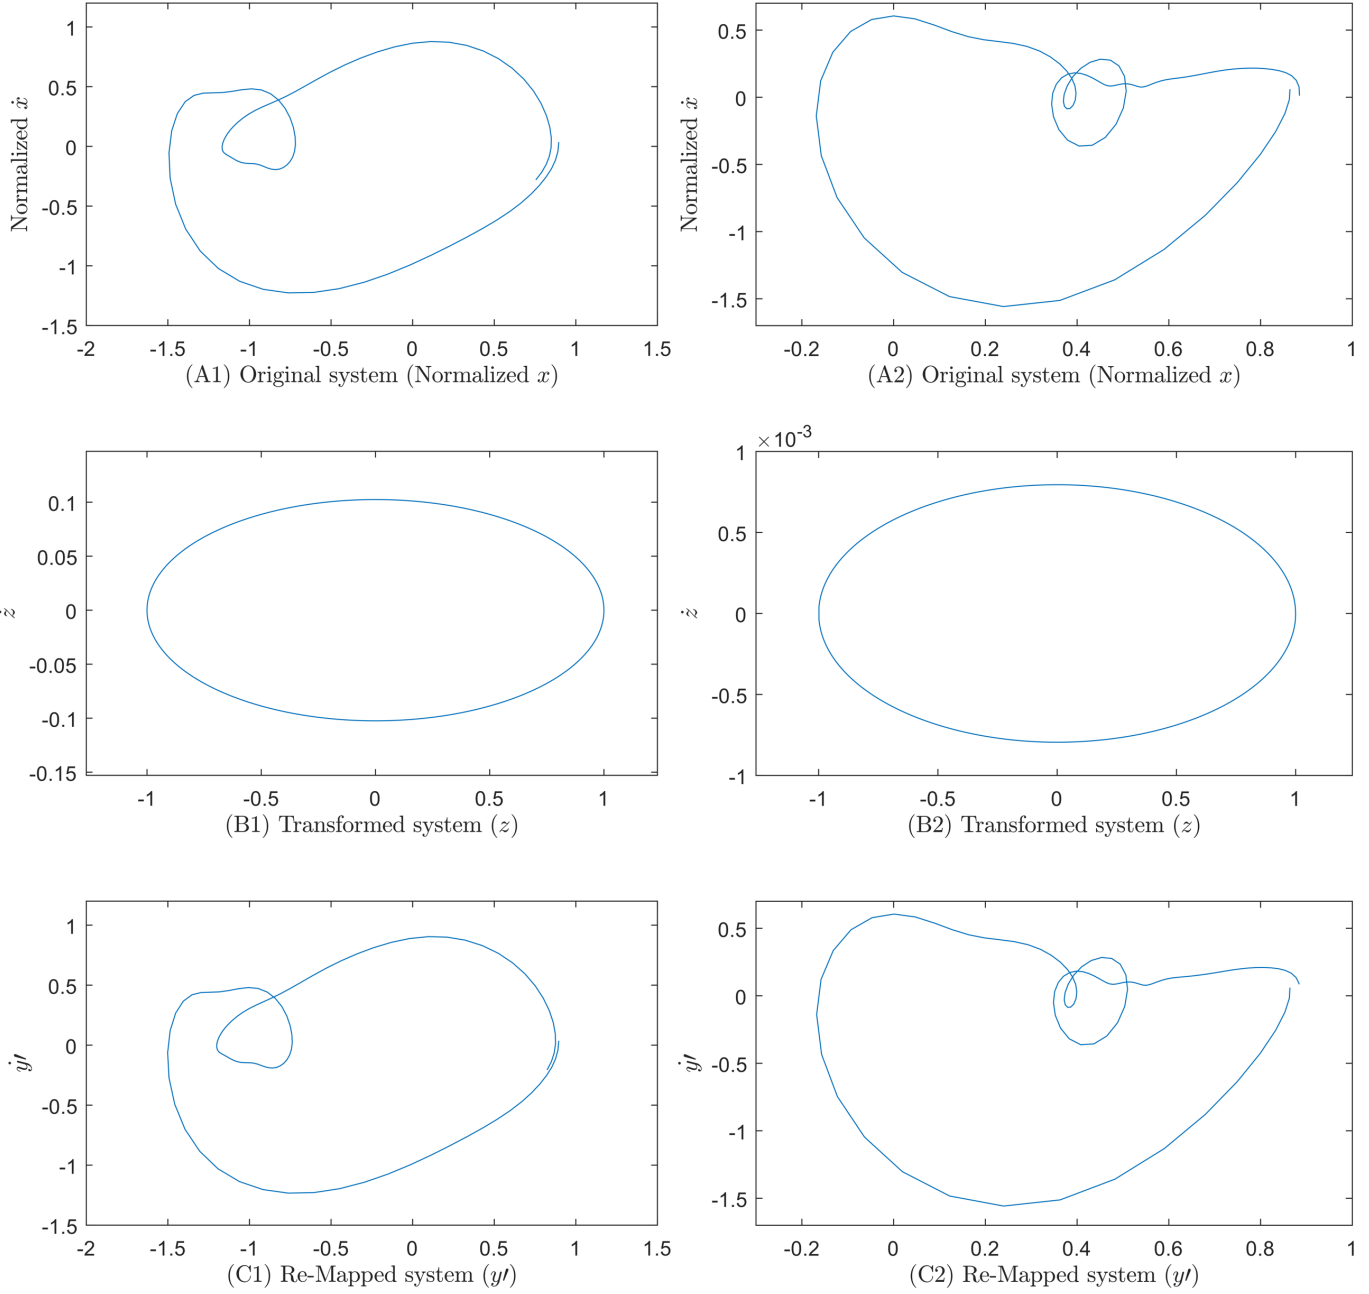 1
0.5
0
-0.5
-1
-1.5
Normalized ẋ
-2 -1.5 -1 -0.5 0 0.5 1 1.5
(A1) Original system (Normalized x)
0.5
0
-0.5
-1
-1.5
Normalized ẋ
-0.2 0 0.2 0.4 0.6 0.8 1
(A2) Original system (Normalized x)
0.1
0.05
0
-0.05
-0.1
-0.15
ż
-1 -0.5 0 0.5 1
(B1) Transformed system (z)
×10-3
1
0.5
0
-0.5
-1
ż
-1 -0.5 0 0.5 1
(B2) Transformed system (z)
1
0.5
0
-0.5
-1
-1.5
ẏ′
-2 -1.5 -1 -0.5 0 0.5 1 1.5
(C1) Re-Mapped system (y′)
0.5
0
-0.5
-1
-1.5
ẏ′
-0.2 0 0.2 0.4 0.6 0.8 1
(C2) Re-Mapped system (y′)